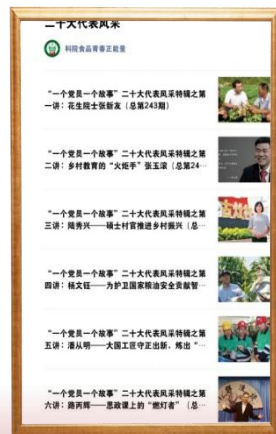 二十大代表风采
科院食品青春正能量
“一个党员一个故事”二十大代表风采特辑之第
一讲：花生院士张新友（总第243期）
“一个党员一个故事”二十大代表风采特辑之第
二讲：乡村教育的“火炬手”张玉滚（总第24…
“一个党员一个故事”二十大代表风采特辑之第
三讲：陆秀兴——硕士村官推进乡村振兴（总…
“一个党员一个故事”二十大代表风采特辑之第
四讲：杨文钰——为护卫国家粮油安全贡献智…
“一个党员一个故事”二十大代表风采特辑之第
五讲：潘从明——大国工匠守正出新，炼出“…
“一个党员一个故事”二十大代表风采特辑之第
六讲：路丙辉——思政课上的“燃灯者”（总…